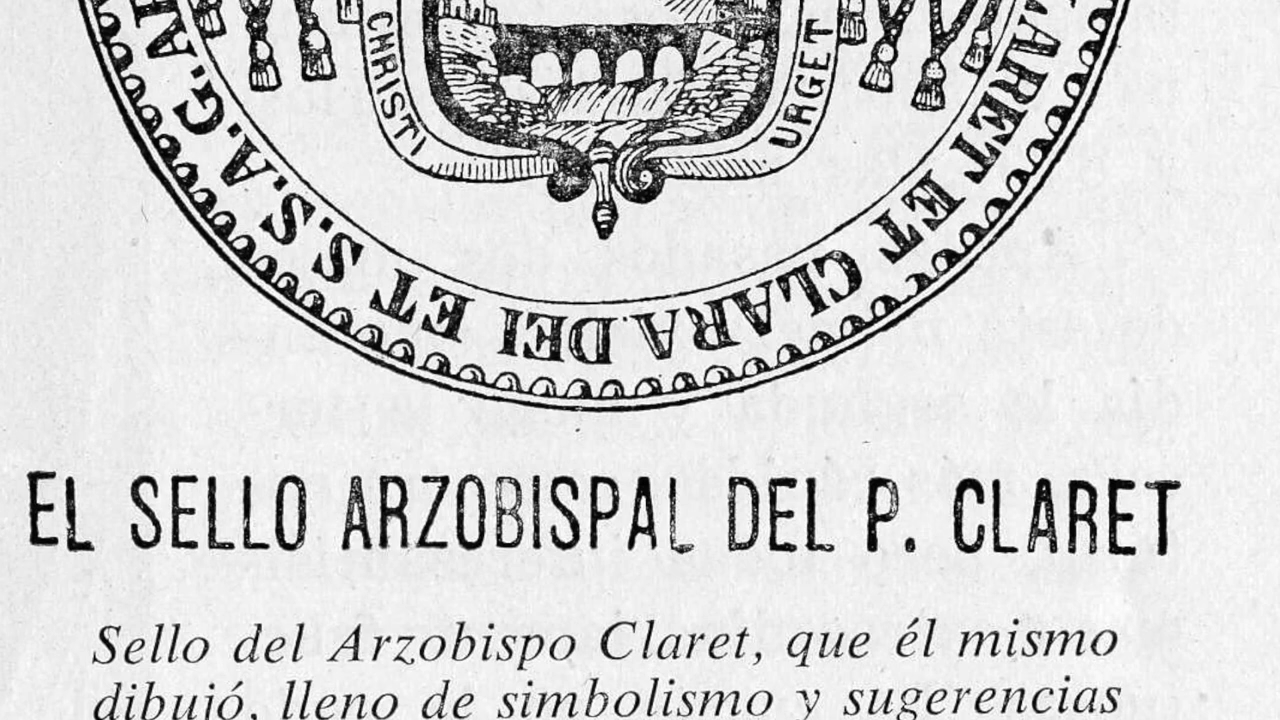 CHRISTI
URGET
CLARET ET CLARA DEI ET S.S.A.G.
EL SELLO ARZOBISPAL DEL P. CLARET
Sello del Arzobispo Claret, que él mismo
dibujó, lleno de simbolismo y sugerencias